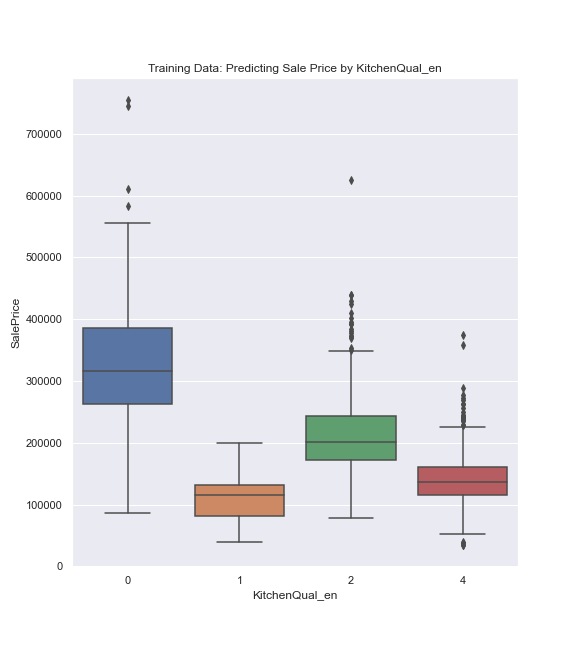 Training Data: Predicting Sale Price by KitchenQual_en
700000
600000
500000
400000
300000
200000
100000
0
SalePrice
0 1 2 4
KitchenQual_en